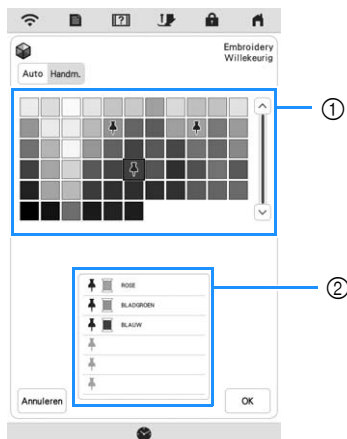 Embroidery
Willekeurig
Auto Handm.
①
②
ROSE
BLADGROEN
BLAUW
Annuleren
OK